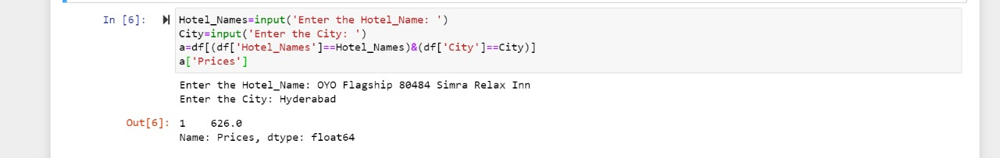 In [6]: Hotel_Names=input('Enter the Hotel_Name: ')
City=input('Enter the City: ')
a=df[(df['Hotel_Names']==Hotel_Names)&(df['City']==City)]
a['Prices']
Enter the Hotel_Name: OYO Flagship 80484 Simra Relax Inn
Enter the City: Hyderabad
Out[6]: 1    626.0
Name: Prices, dtype: float64